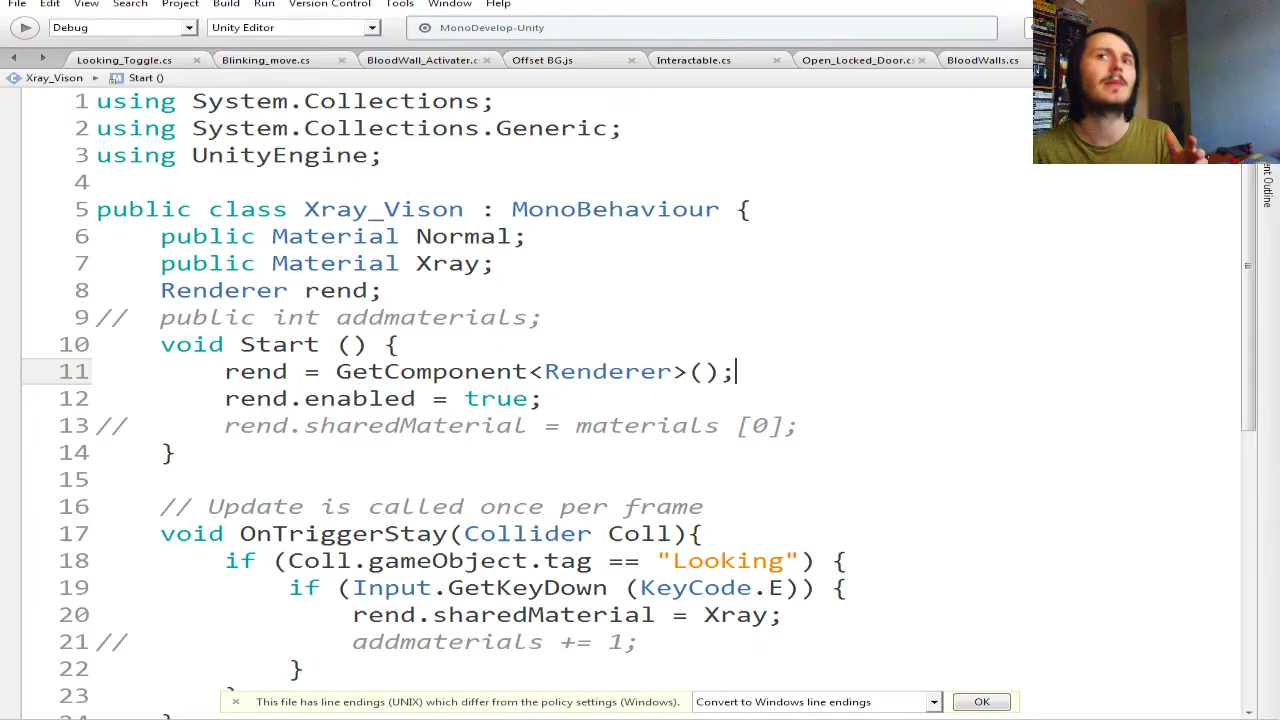 File Edit View Search Project Build Run Version Control Tools Window Help
Debug Unity Editor MonoDevelop-Unity
Looking_Toggle.cs Blinking_move.cs BloodWall_Activater.c Offset BG.js Interactable.cs Open_Locked_Door.c BloodWalls.cs
Xray_Vison Start ()
1 using System.Collections;
2 using System.Collections.Generic;
3 using UnityEngine;
4
5 public class Xray_Vison : MonoBehaviour {
6 public Material Normal;
7 public Material Xray;
8 Renderer rend;
9 // public int addmaterials;
10 void Start () {
11 rend = GetComponent<Renderer>();
12 rend.enabled = true;
13 // rend.sharedMaterial = materials [0];
14 }
15
16 // Update is called once per frame
17 void OnTriggerStay(Collider Coll){
18 if (Coll.gameObject.tag == "Looking") {
19 if (Input.GetKeyDown (KeyCode.E)) {
20 rend.sharedMaterial = Xray;
21 // addmaterials += 1;
22 }
23
This file has line endings (UNIX) which differ from the policy settings (Windows). Convert to Windows line endings OK
ent Outline